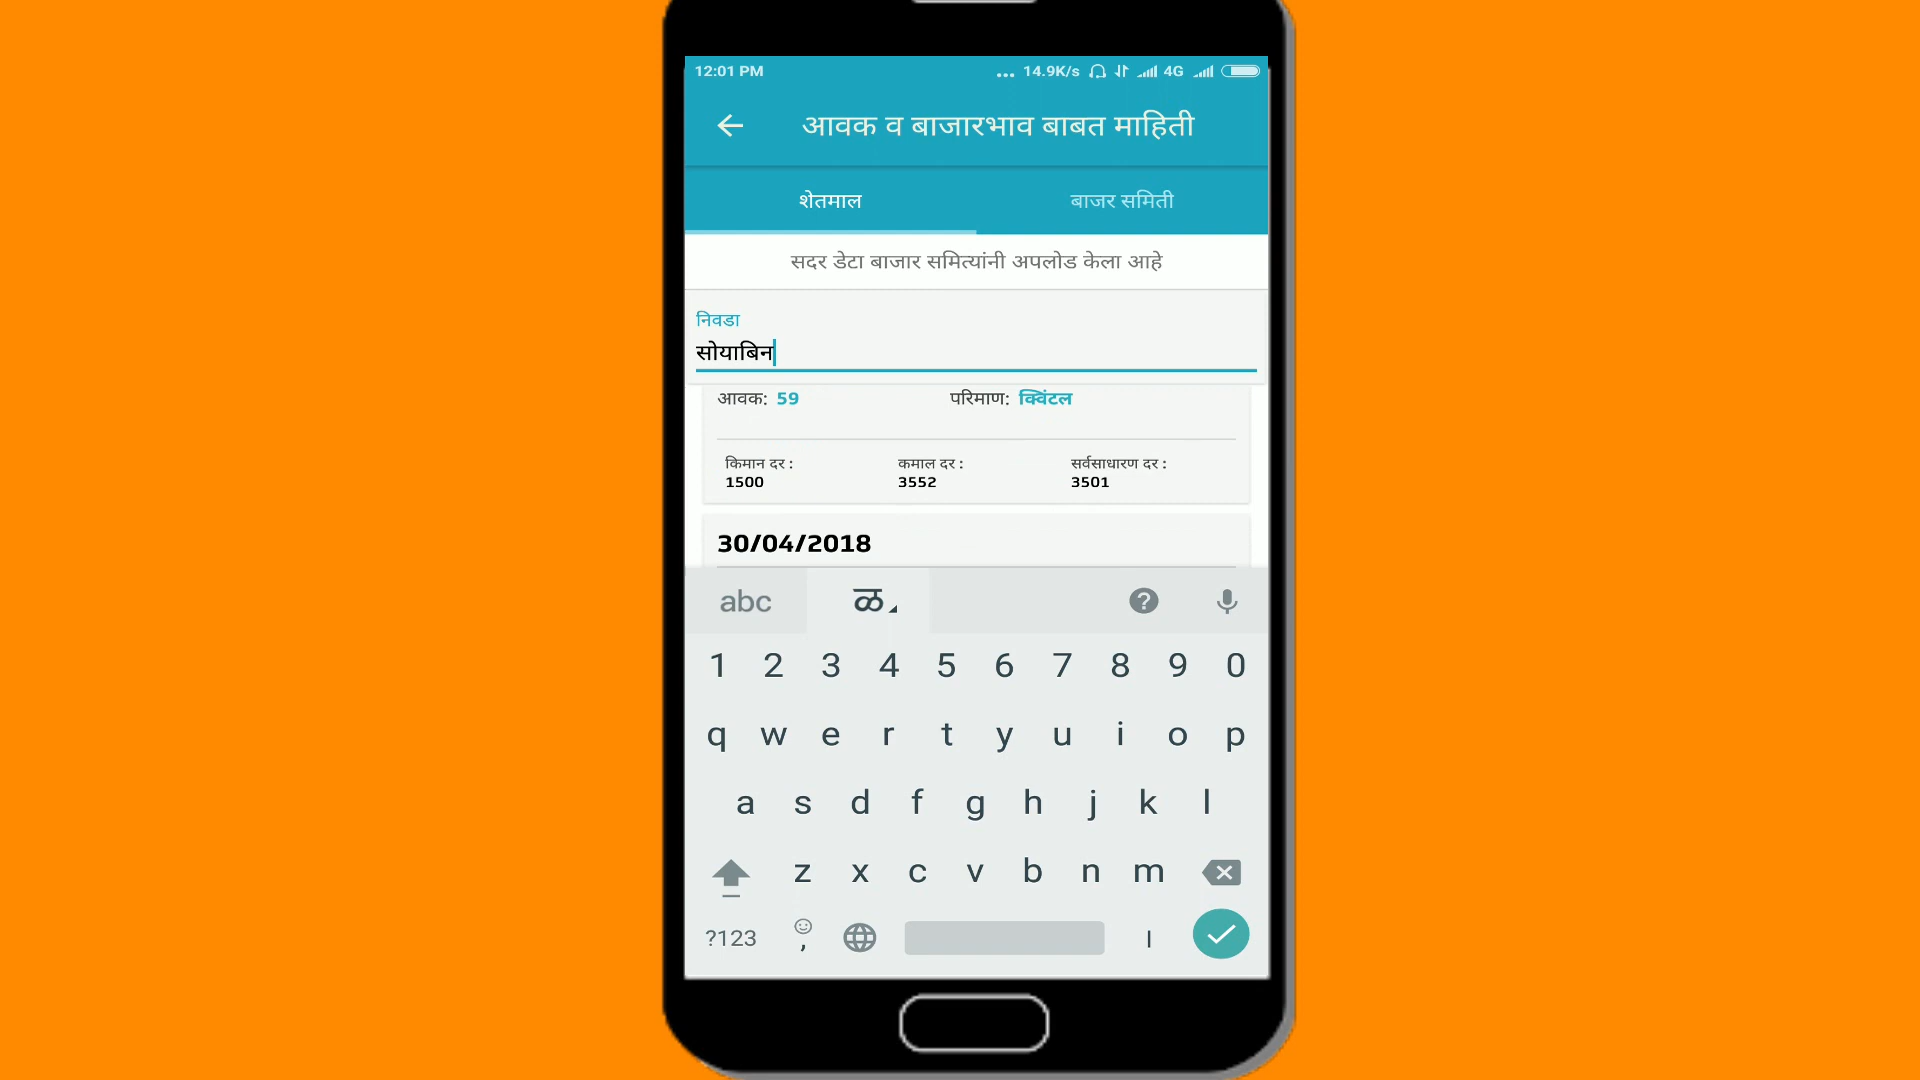 12:01 PM ... 14.9K/s 4G
आवक व बाजारभाव बाबत माहिती
शेतमाल बाजर समिती
सदर डेटा बाजार समित्यांनी अपलोड केला आहे
निवडा
सोयाबिन
आवक: 59 परिमाण: क्विंटल
किमान दर : कमाल दर : सर्वसाधारण दर :
1500 3552 3501
30/04/2018
abc ळ ?
1 2 3 4 5 6 7 8 9 0
q w e r t y u i o p
a s d f g h j k l
z x c v b n m
?123 , ।